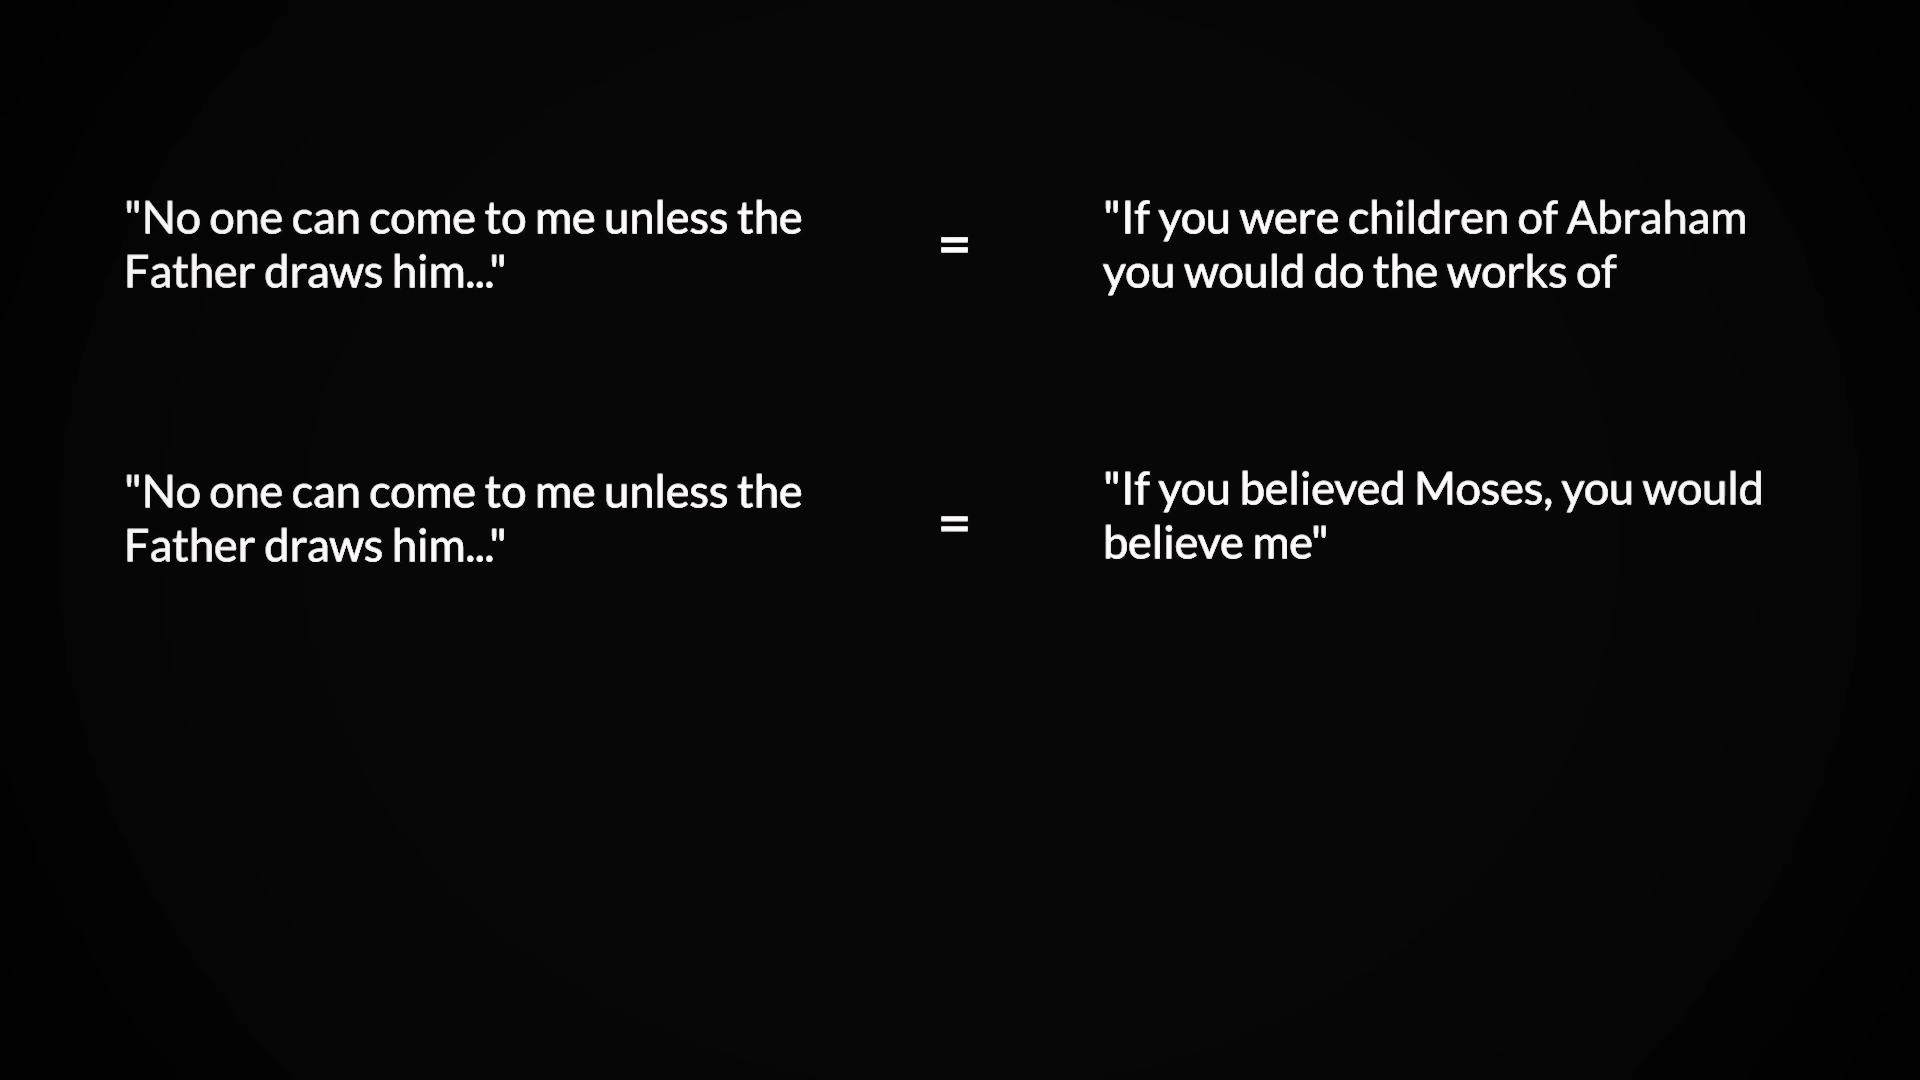 "No one can come to me unless the
Father draws him..."
=
"If you were children of Abraham
you would do the works of
"No one can come to me unless the
Father draws him..."
=
"If you believed Moses, you would
believe me"